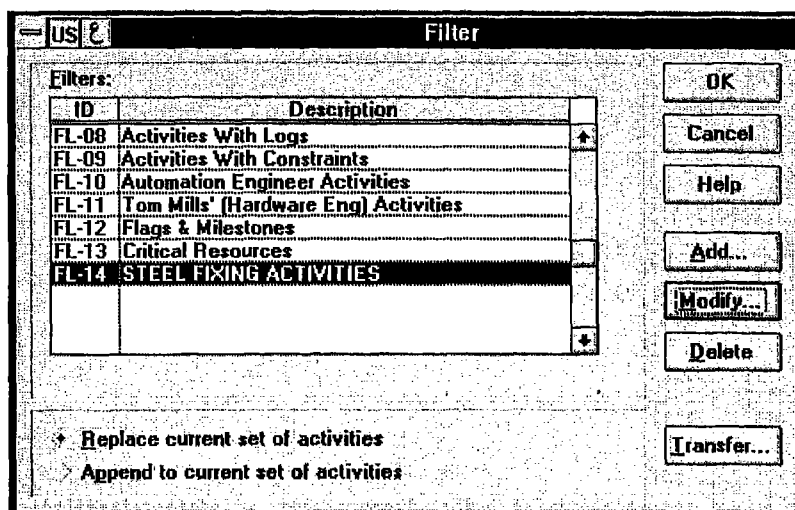 US Filter
Filters:
ID Description
FL-08 Activities With Logs
FL-09 Activities With Constraints
FL-10 Automation Engineer Activities
FL-11 Tom Mills' (Hardware Eng) Activities
FL-12 Flags & Milestones
FL-13 Critical Resources
FL-14 STEEL FIXING ACTIVITIES
OK
Cancel
Help
Add...
Modify...
Delete
Transfer...
Replace current set of activities
Append to current set of activities